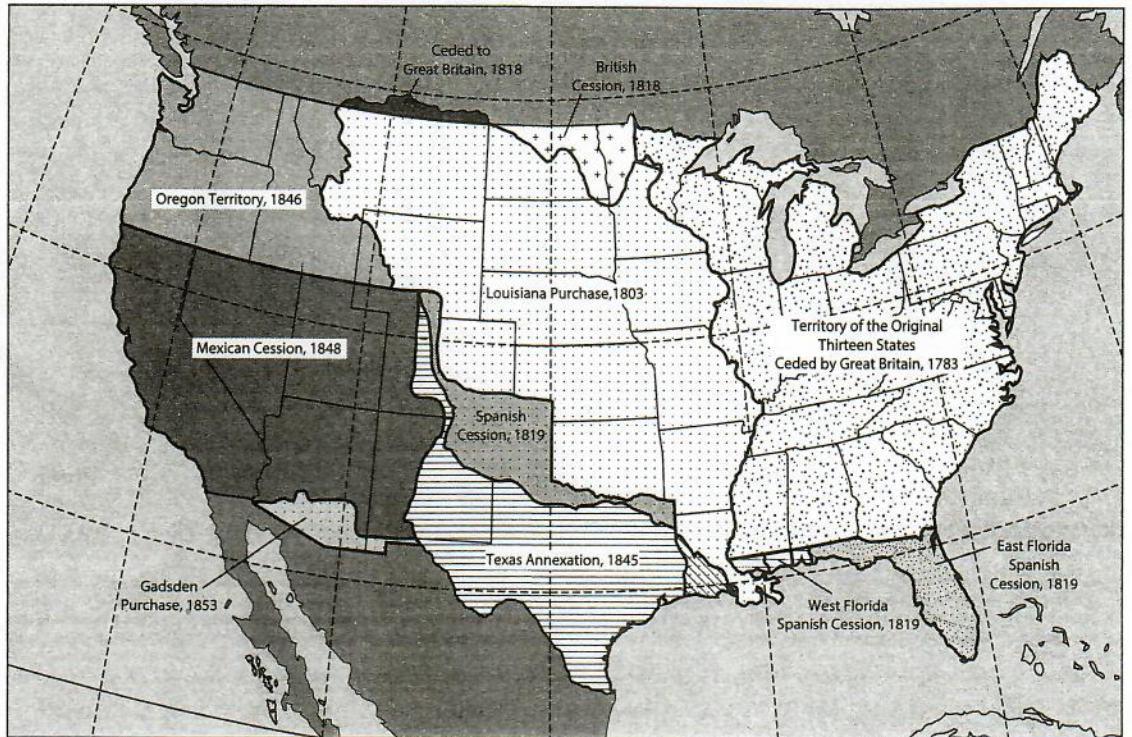 Ceded to
Great Britain, 1818
British
Cession, 1818
Oregon Territory, 1846
Louisiana Purchase,1803
Territory of the Original
Thirteen States
Ceded by Great Britain, 1783
Mexican Cession, 1848
Spanish
Cession, 1819
Texas Annexation, 1845
East Florida
Spanish
Cession, 1819
Gadsden
Purchase, 1853
West Florida
Spanish Cession, 1819